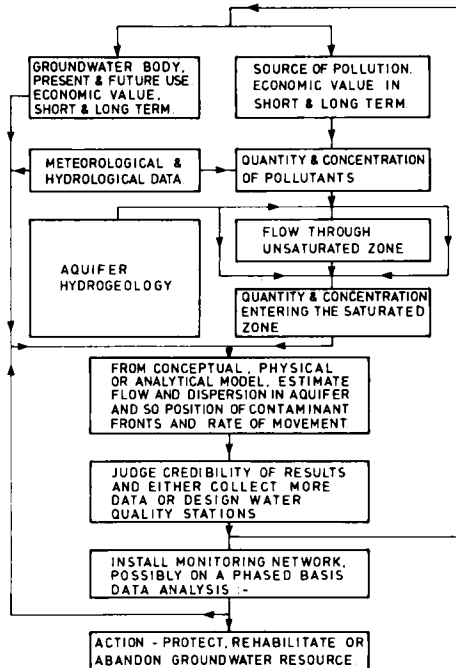 GROUNDWATER BODY,
PRESENT & FUTURE USE.
ECONOMIC VALUE,
SHORT & LONG TERM.
SOURCE OF POLLUTION.
ECONOMIC VALUE IN
SHORT & LONG TERM.
METEOROLOGICAL &
HYDROLOGICAL DATA.
QUANTITY & CONCENTRATION
OF POLLUTANTS
FLOW THROUGH
UNSATURATED ZONE
AQUIFER
HYDROGEOLOGY
QUANTITY & CONCENTRATION
ENTERING THE SATURATED
ZONE
FROM CONCEPTUAL, PHYSICAL
OR ANALYTICAL MODEL, ESTIMATE
FLOW AND DISPERSION IN AQUIFER
AND SO POSITION OF CONTAMINANT
FRONTS AND RATE OF MOVEMENT
JUDGE CREDIBILITY OF RESULTS
AND EITHER COLLECT MORE
DATA OR DESIGN WATER
QUALITY STATIONS
INSTALL MONITORING NETWORK,
POSSIBLY ON A PHASED BASIS
DATA ANALYSIS :-
ACTION - PROTECT, REHABILITATE OR
ABANDON GROUNDWATER RESOURCE.